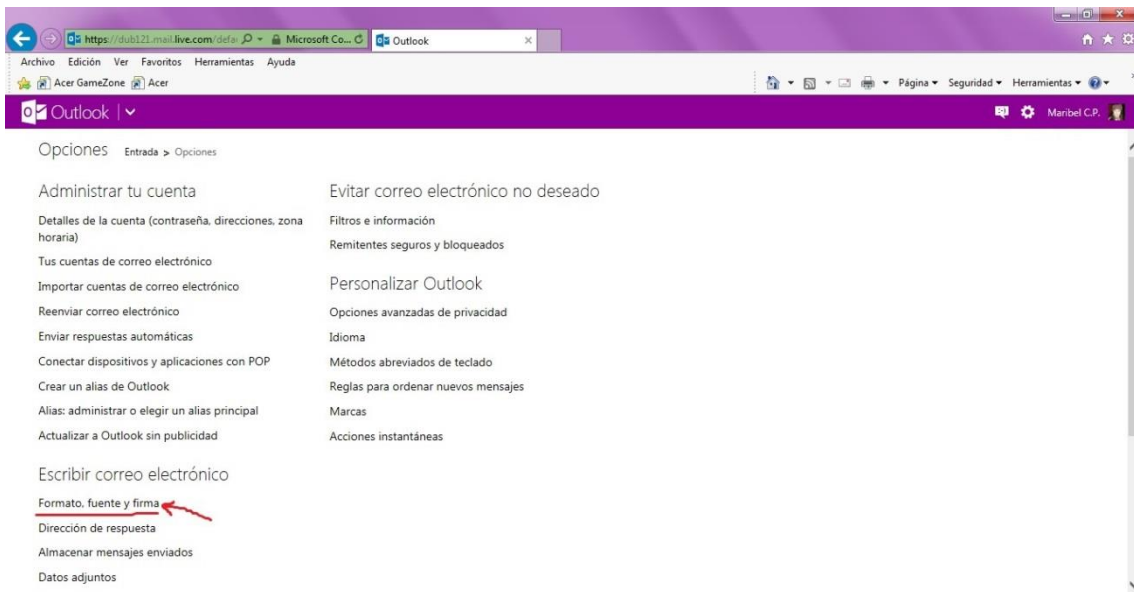 https://dub121.mail.live.com/defa
Microsoft Co...
Outlook
Archivo Edición Ver Favoritos Herramientas Ayuda
Acer GameZone Acer
Página Seguridad Herramientas
Outlook
Maribel C.P.
Opciones Entrada > Opciones
Administrar tu cuenta
Detalles de la cuenta (contraseña, direcciones, zona
horaria)
Tus cuentas de correo electrónico
Importar cuentas de correo electrónico
Reenviar correo electrónico
Enviar respuestas automáticas
Conectar dispositivos y aplicaciones con POP
Crear un alias de Outlook
Alias: administrar o elegir un alias principal
Actualizar a Outlook sin publicidad
Escribir correo electrónico
Formato, fuente y firma
Dirección de respuesta
Almacenar mensajes enviados
Datos adjuntos
Evitar correo electrónico no deseado
Filtros e información
Remitentes seguros y bloqueados
Personalizar Outlook
Opciones avanzadas de privacidad
Idioma
Métodos abreviados de teclado
Reglas para ordenar nuevos mensajes
Marcas
Acciones instantáneas